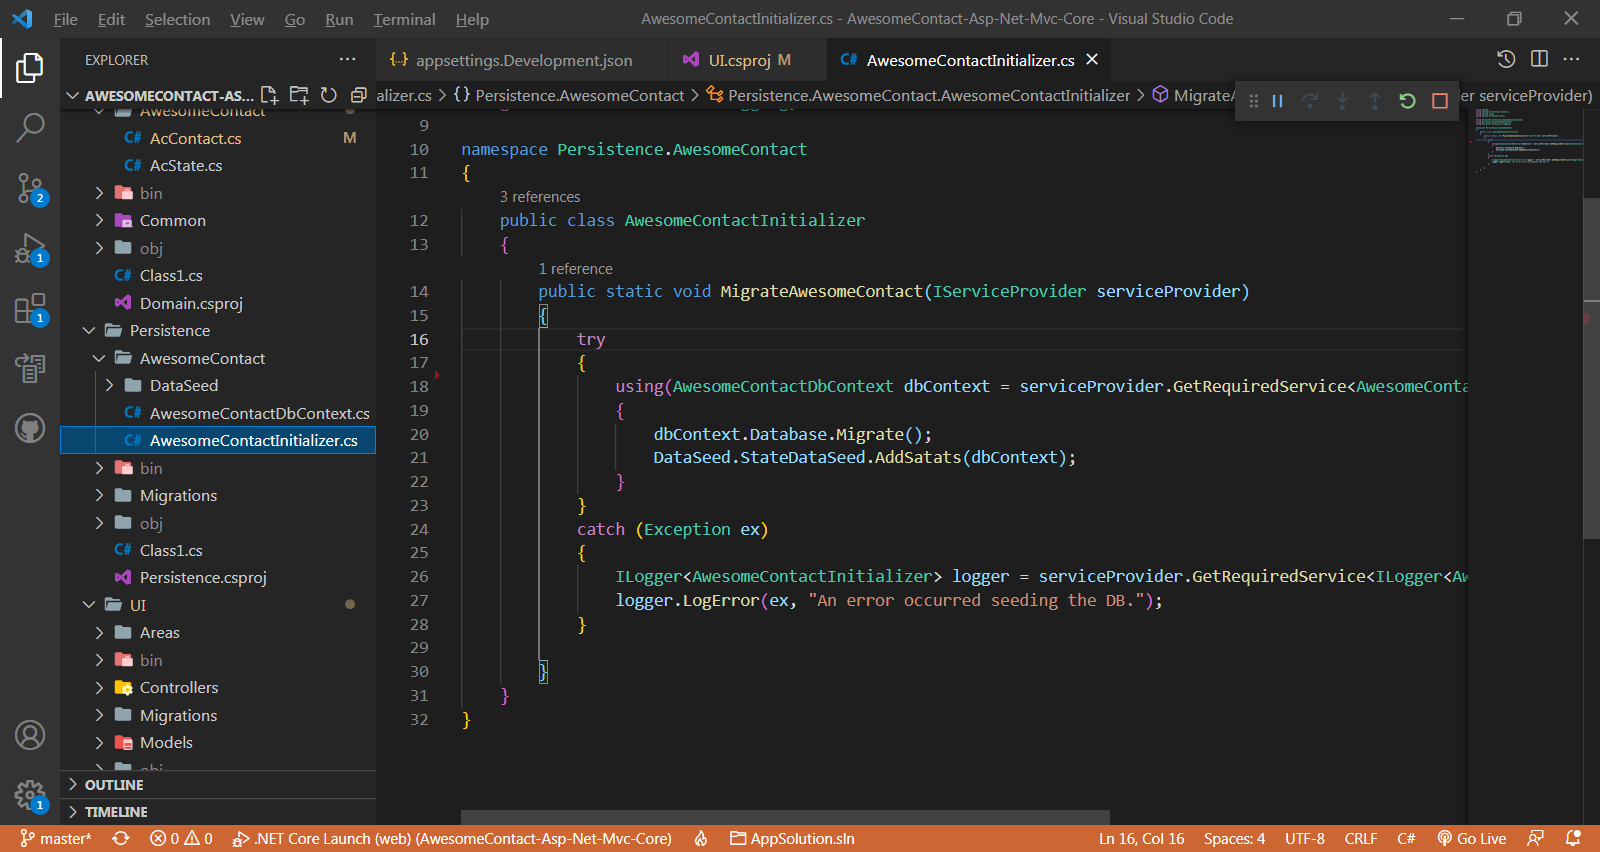 File Edit Selection View Go Run Terminal Help AwesomeContactInitializer.cs - AwesomeContact-Asp-Net-Mvc-Core - Visual Studio Code
EXPLORER
appsettings.Development.json UI.csproj M C# AwesomeContactInitializer.cs
AWESOMECONTACT-AS...
alizer.cs > {} Persistence.AwesomeContact > Persistence.AwesomeContact.AwesomeContactInitializer > MigrateA er serviceProvider)
AwesomeContact
C# AcContact.cs M
C# AcState.cs
bin
Common
obj
C# Class1.cs
Domain.csproj
Persistence
AwesomeContact
DataSeed
C# AwesomeContactDbContext.cs
C# AwesomeContactInitializer.cs
bin
Migrations
obj
C# Class1.cs
Persistence.csproj
UI
Areas
bin
Controllers
Migrations
Models
obj
OUTLINE
TIMELINE
2
1
1
1
9
10 namespace Persistence.AwesomeContact
11 {
3 references
12 public class AwesomeContactInitializer
13 {
1 reference
14 public static void MigrateAwesomeContact(IServiceProvider serviceProvider)
15 {
16 try
17 {
18 using(AwesomeContactDbContext dbContext = serviceProvider.GetRequiredService<AwesomeConta
19 {
20 dbContext.Database.Migrate();
21 DataSeed.StateDataSeed.AddSatats(dbContext);
22 }
23 }
24 catch (Exception ex)
25 {
26 ILogger<AwesomeContactInitializer> logger = serviceProvider.GetRequiredService<ILogger<Aw
27 logger.LogError(ex, "An error occurred seeding the DB.");
28 }
29
30 }
31 }
32 }
master* 0 0 .NET Core Launch (web) (AwesomeContact-Asp-Net-Mvc-Core) AppSolution.sln Ln 16, Col 16 Spaces: 4 UTF-8 CRLF C# Go Live